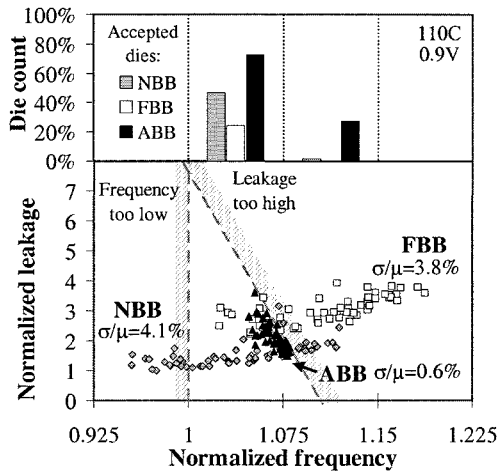 100%
80%
60%
40%
20%
0%
Die count
Accepted
dies:
NBB
FBB
ABB
110C
0.9V
7
6
5
4
3
2
1
0
Normalized leakage
Frequency
too low
Leakage
too high
FBB
σ/μ=3.8%
NBB
σ/μ=4.1%
ABB σ/μ=0.6%
0.925 1 1.075 1.15 1.225
Normalized frequency